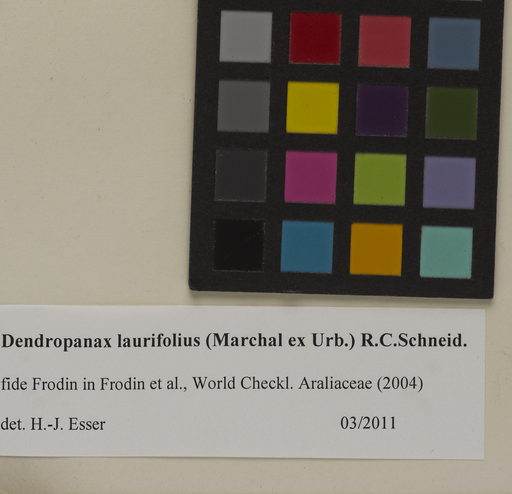 Dendropanax laurifolius (Marchal ex Urb.) R.C.Schneid.
fide Frodin in Frodin et al., World Checkl. Araliaceae (2004)
det. H.-J. Esser 03/2011